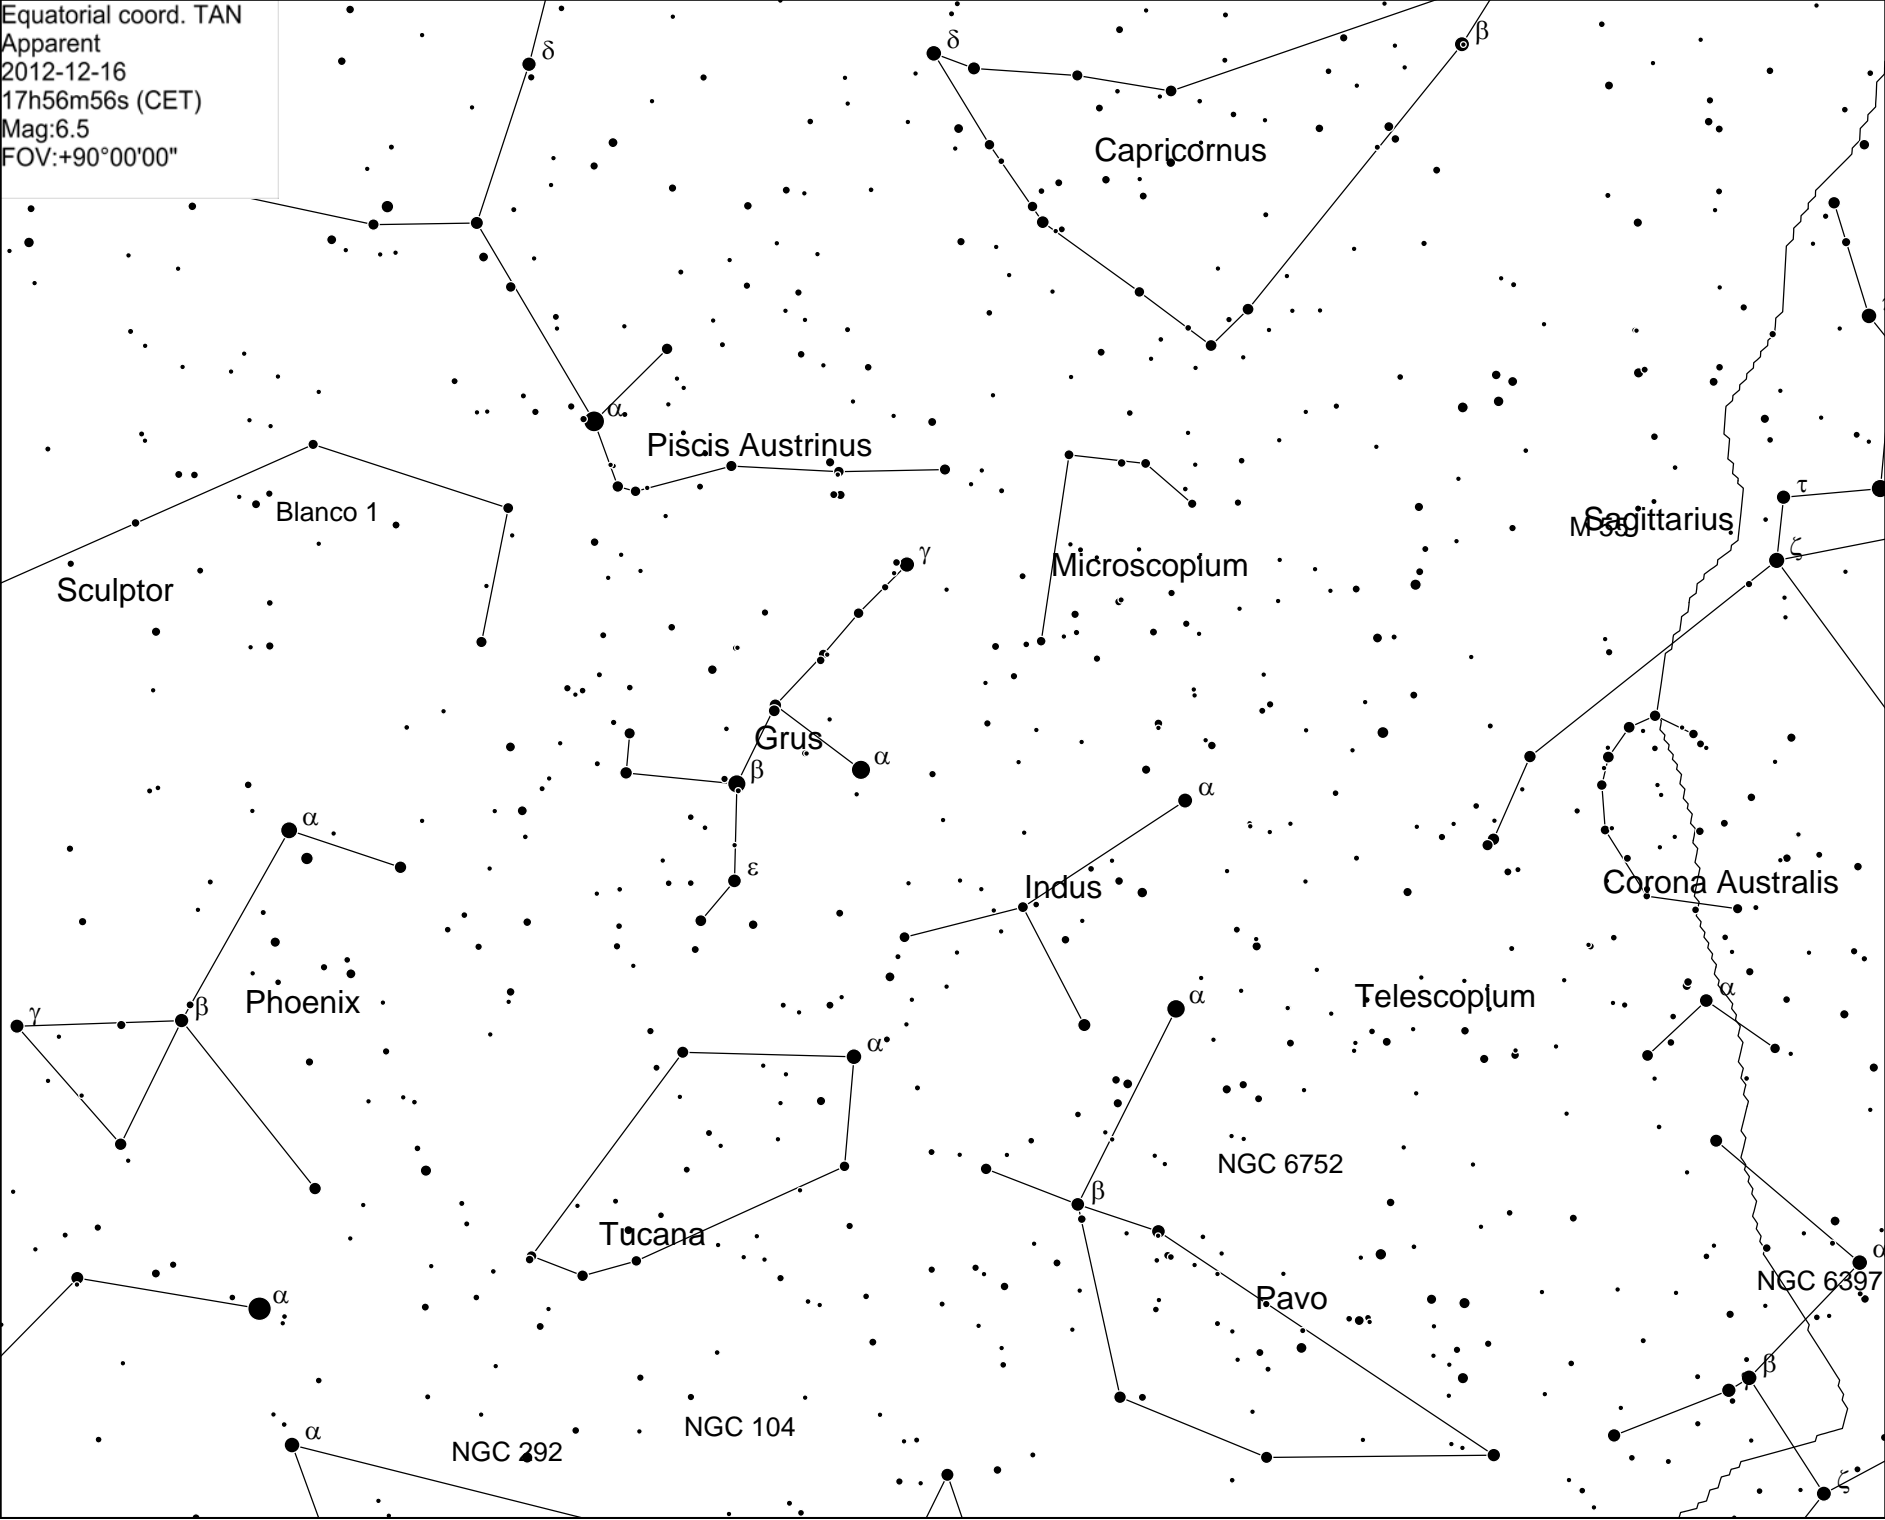 Equatorial coord. TAN
Apparent
2012-12-16
17h56m56s (CET)
Mag:6.5
FOV:+90°00'00"
δ
δ
β
Capricornus
α
Piscis Austrinus
τ
Blanco 1
Sagittarius
M 55
ζ
γ
Microscopium
Sculptor
Grus
α
β
α
α
ε
Indus
Corona Australis
α
α
Telescopium
Phoenix
β
γ
α
NGC 6752
β
Tucana
α
NGC 6397
Pavo
α
β
NGC 104
α
NGC 292
ζ